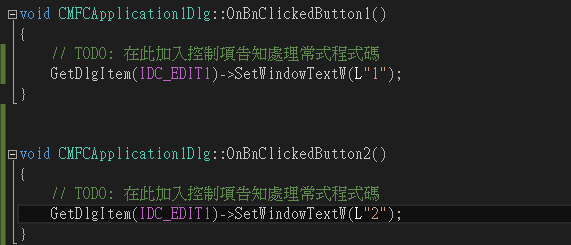 void CMFCApplication1Dlg::OnBnClickedButton1()
{
// TODO: 在此加入控制項告知處理常式程式碼
GetDlgItem(IDC_EDIT1)->SetWindowTextW(L"1");
}
void CMFCApplication1Dlg::OnBnClickedButton2()
{
// TODO: 在此加入控制項告知處理常式程式碼
GetDlgItem(IDC_EDIT1)->SetWindowTextW(L"2");
}